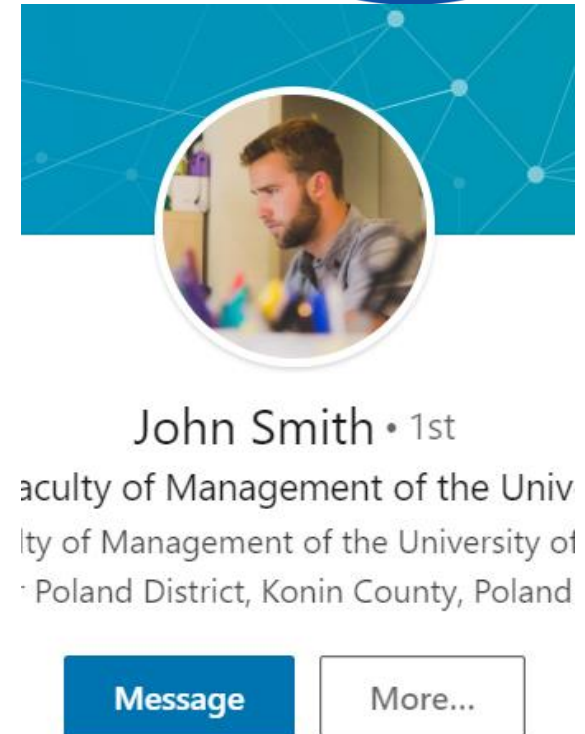 John Smith • 1st
aculty of Management of the Univ
lty of Management of the University of
Poland District, Konin County, Poland
Message
More...